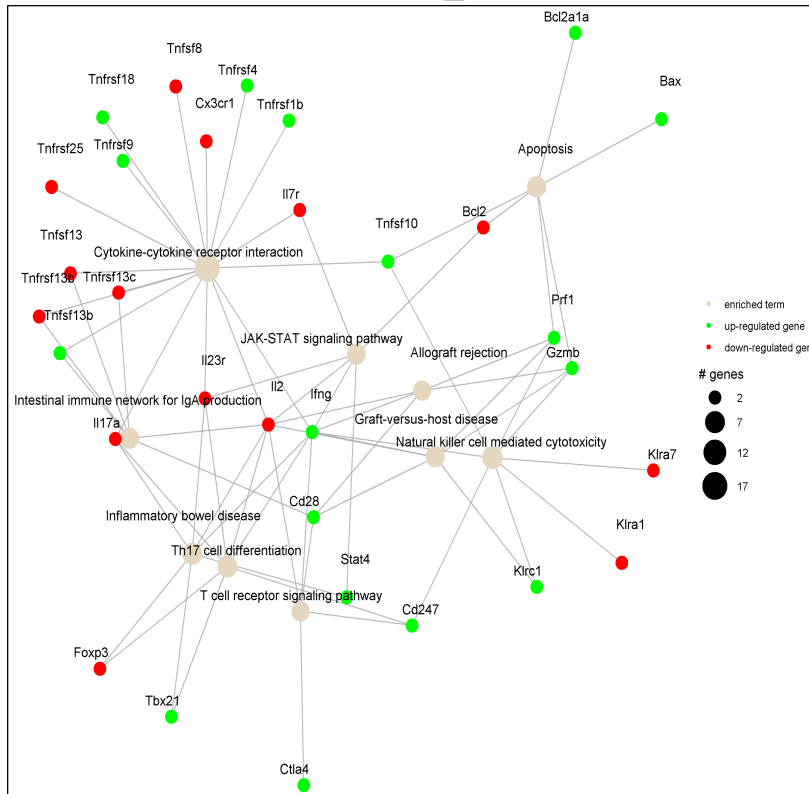 Bcl2a1a
Tnfsf8
Tnfrsf18
Tnfrsf4
Bax
Cx3cr1
Tnfrsf1b
Tnfrsf25
Tnfrsf9
Apoptosis
Il7r
Tnfsf10
Bcl2
Tnfsf13
Cytokine-cytokine receptor interaction
Tnfrsf13b
Tnfrsf13c
Prf1
enriched term
Tnfsf13b
up-regulated gene
JAK-STAT signaling pathway
down-regulated gen
Il23r
Allograft rejection
Gzmb
# genes
Il2
Ifng
2
Intestinal immune network for IgA production
7
Il17a
Graft-versus-host disease
Natural killer cell mediated cytotoxicity
12
Klra7
17
Cd28
Inflammatory bowel disease
Klra1
Th17 cell differentiation
Stat4
Klrc1
T cell receptor signaling pathway
Cd247
Foxp3
Tbx21
Ctla4